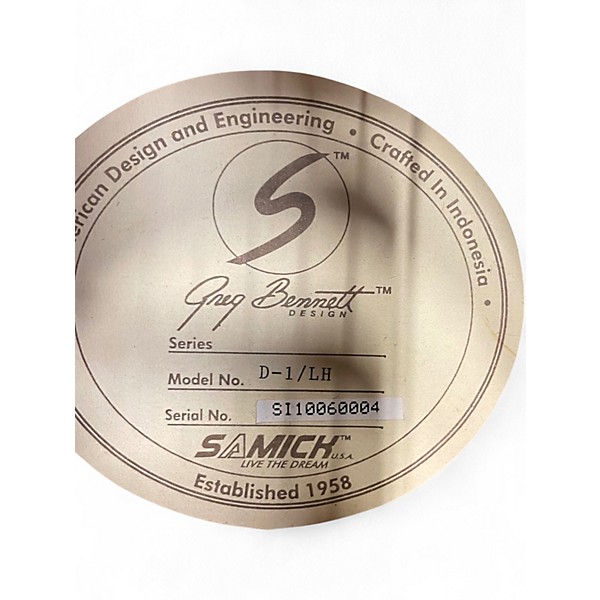 erican Design and Engineering • Crafted In Indonesia •
S™
Greg Bennett™
DESIGN
Series
Model No. D-1/LH
Serial No. SI10060004
SAMICK™
U.S.A.
LIVE THE DREAM
Established 1958